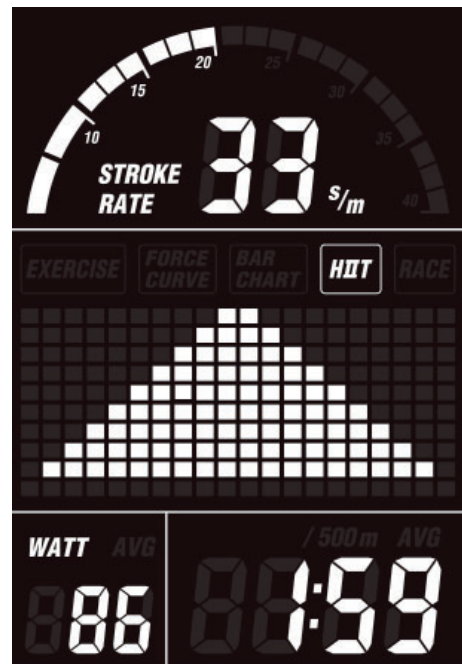 10 15 20 25 30 35 40
STROKE RATE 33 s/m
EXERCISE FORCE CURVE BAR CHART HIIT RACE
WATT AVG /500m AVG
86 1:59